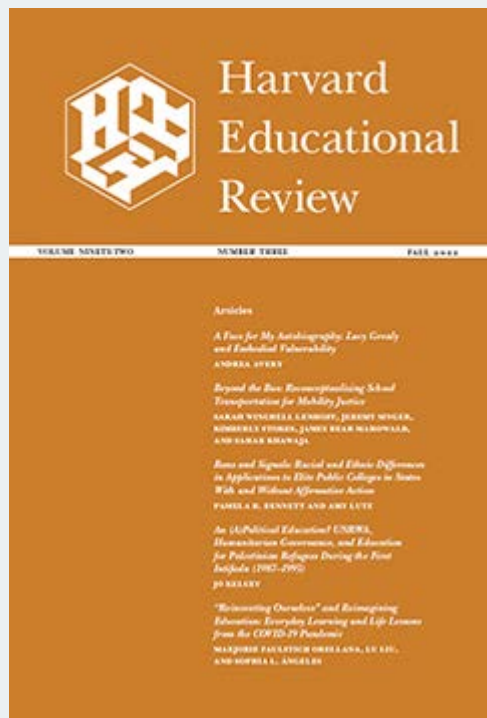 HER
Harvard
Educational
Review
VOLUME NINETY-TWO NUMBER THREE FALL 2022
Articles
A Face for My Autobiography: Lucy Grealy
and Embodied Vulnerability
ANDREA AVERY
Beyond the Bus: Reconceptualizing School
Transportation for Mobility Justice
SARAH WINCHELL LENHOFF, JEREMY SINGER,
KIMBERLY STOKES, JAMES BEAR MAHOWALD,
AND SARAH KHAWAJA
Bans and Signals: Racial and Ethnic Differences
in Applications to Elite Public Colleges in States
With and Without Affirmative Action
PAMELA R. BENNETT AND AMY LUTZ
An (A)Political Education? UNRWA,
Humanitarian Governance, and Education
for Palestinian Refugees During the First
Intifada (1987–1993)
JO KELCEY
"Reinventing Ourselves" and Reimagining
Education: Everyday Learning and Life Lessons
from the COVID-19 Pandemic
MARJORIE FAULSTICH ORELLANA, LU LIU,
AND SOPHIA L. ÁNGELES